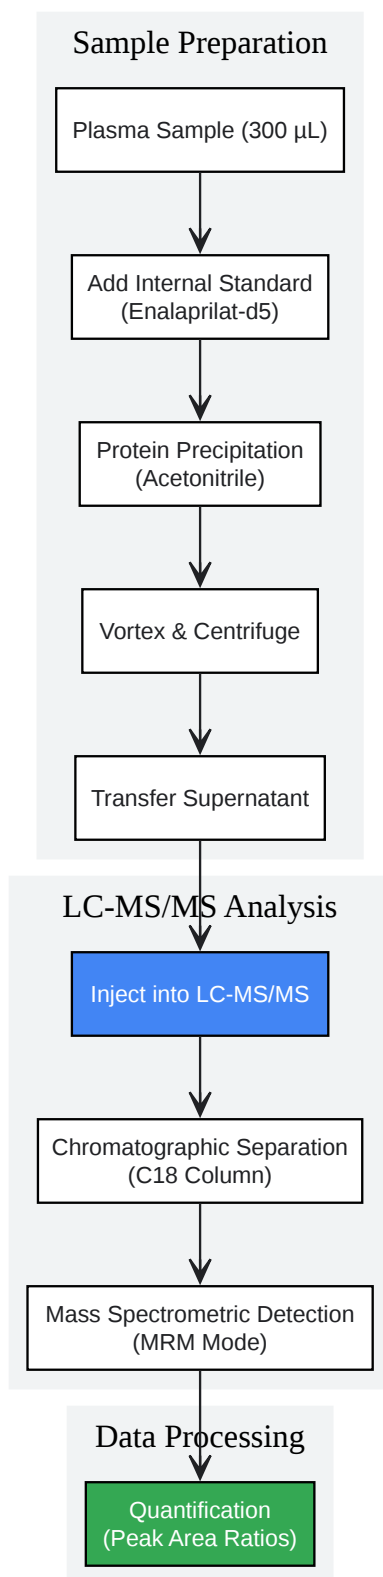 Sample Preparation
Plasma Sample (300 µL)
Add Internal Standard
(Enalaprilat-d5)
Protein Precipitation
(Acetonitrile)
Vortex & Centrifuge
Transfer Supernatant
LC-MS/MS Analysis
Inject into LC-MS/MS
Chromatographic Separation
(C18 Column)
Mass Spectrometric Detection
(MRM Mode)
Data Processing
Quantification
(Peak Area Ratios)